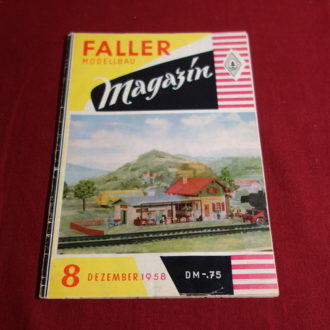 FALLER
MODELLBAU
Magazin
8 DEZEMBER 1958 DM-.75